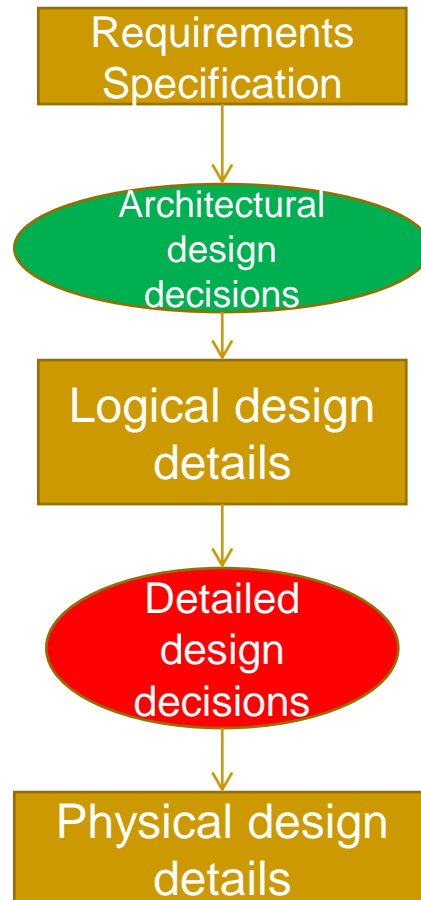 Requirements
Specification
Architectural
design
decisions
Logical design
details
Detailed
design
decisions
Physical design
details